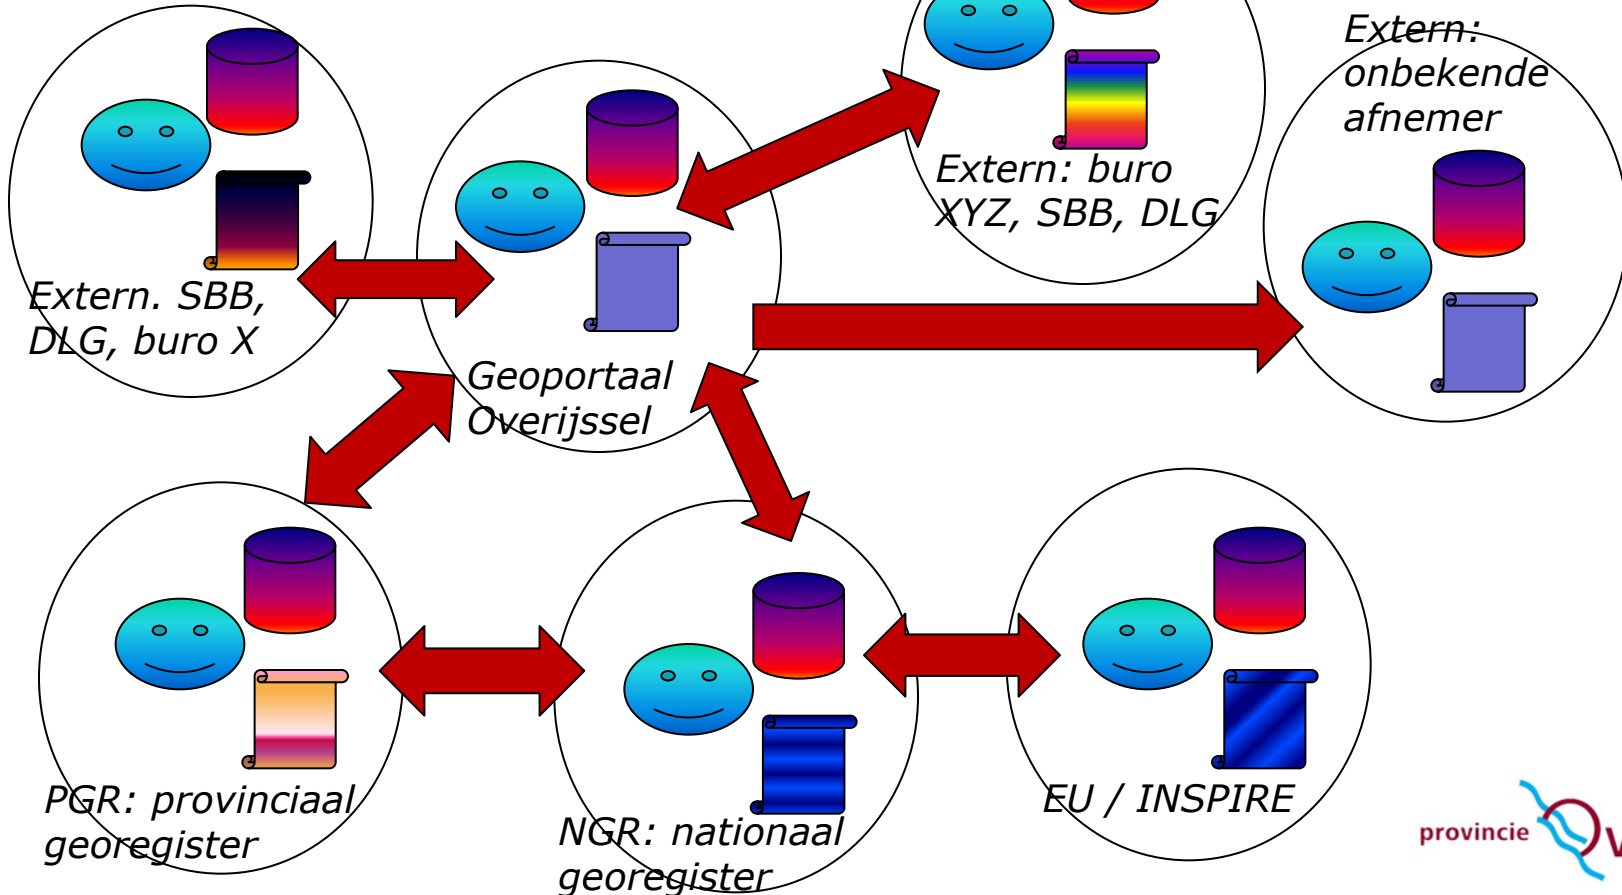 Extern:
onbekende
afnemer
Extern: buro
XYZ, SBB, DLG
Extern. SBB,
DLG, buro X
Geoportaal
Overijssel
PGR: provinciaal
georegister
NGR: nationaal
georegister
EU / INSPIRE
provincie Ov